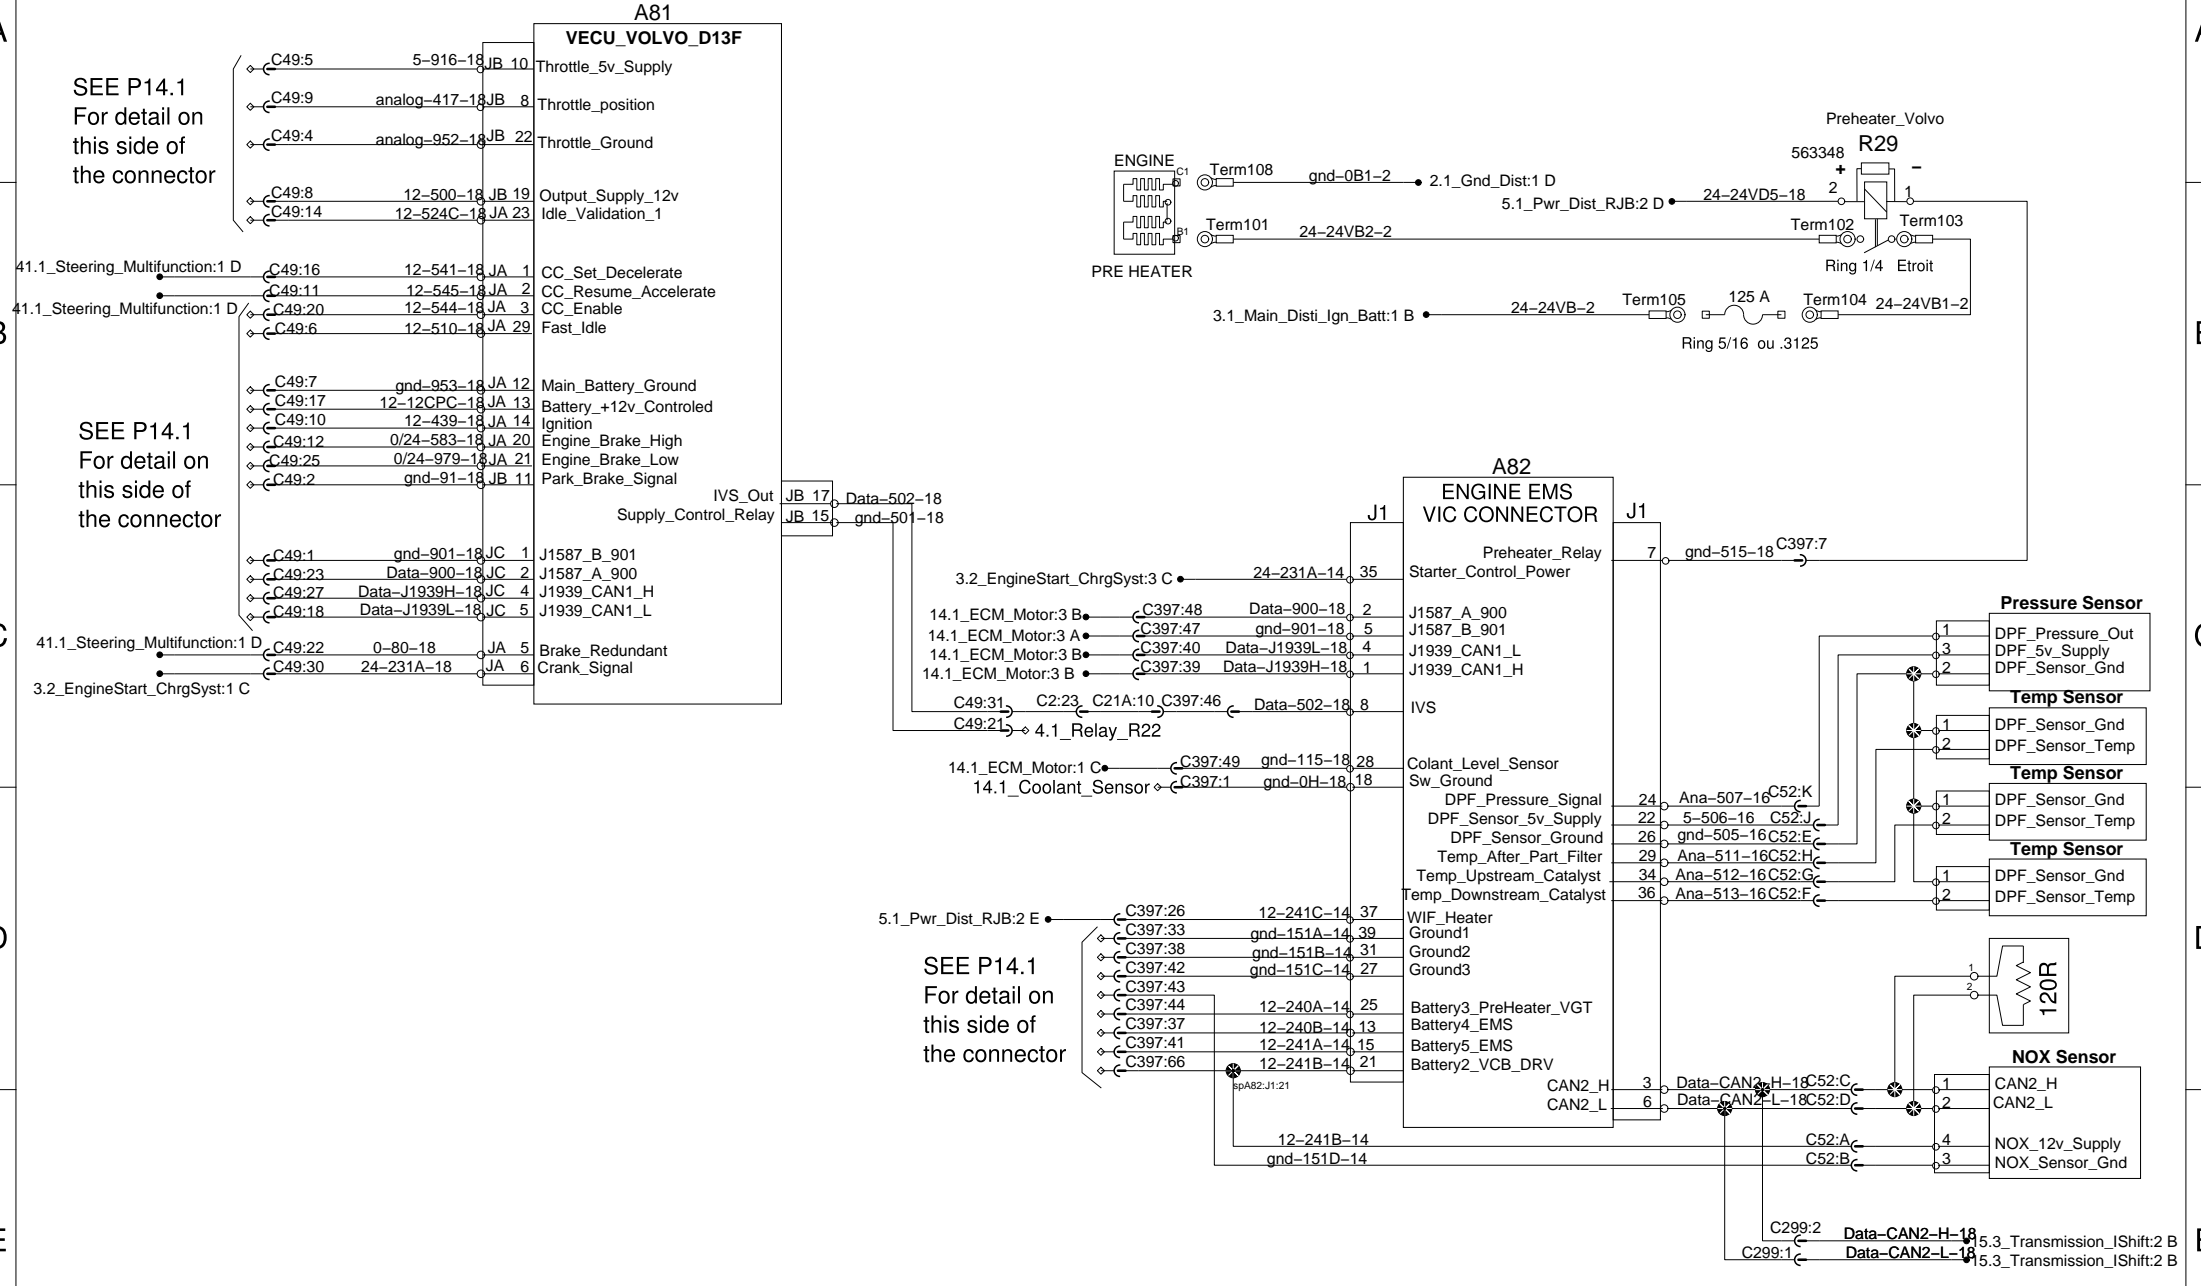 A81
VECU_VOLVO_D13F
SEE P14.1
For detail on
this side of
the connector
C49:5 5-916-18 JB 10 Throttle_5v_Supply
C49:9 analog-417-18 JB 8 Throttle_position
C49:4 analog-952-18 JB 22 Throttle_Ground
C49:8 12-500-18 JB 19 Output_Supply_12v
C49:14 12-524C-18 JA 23 Idle_Validation_1
41.1_Steering_Multifunction:1 D C49:16 12-541-18 JA 1 CC_Set_Decelerate
41.1_Steering_Multifunction:1 D C49:11 12-545-18 JA 2 CC_Resume_Accelerate
C49:20 12-544-18 JA 3 CC_Enable
C49:6 12-510-18 JA 29 Fast_Idle
SEE P14.1
For detail on
this side of
the connector
C49:7 gnd-953-18 JA 12 Main_Battery_Ground
C49:17 12-12CPC-18 JA 13 Battery_+12v_Controled
C49:10 12-439-18 JA 14 Ignition
C49:12 0/24-583-18 JA 20 Engine_Brake_High
C49:25 0/24-979-18 JA 21 Engine_Brake_Low
C49:2 gnd-91-18 JB 11 Park_Brake_Signal
IVS_Out JB 17 Data-502-18
Supply_Control_Relay JB 15 gnd-501-18
C49:1 gnd-901-18 JC 1 J1587_B_901
C49:23 Data-900-18 JC 2 J1587_A_900
C49:27 Data-J1939H-18 JC 4 J1939_CAN1_H
C49:18 Data-J1939L-18 JC 5 J1939_CAN1_L
41.1_Steering_Multifunction:1 D C49:22 0-80-18 JA 5 Brake_Redundant
3.2_EngineStart_ChrgSyst:1 C C49:30 24-231A-18 JA 6 Crank_Signal
Preheater_Volvo
R29
563348
+ -
2 1
ENGINE
C1 Term108 gnd-0B1-2 2.1_Gnd_Dist:1 D
5.1_Pwr_Dist_RJB:2 D 24-24VD5-18
B1 Term101 24-24VB2-2 Term102 Term103
PRE HEATER
Ring 1/4 Etroit
3.1_Main_Disti_Ign_Batt:1 B 24-24VB-2 Term105 125 A Term104 24-24VB1-2
Ring 5/16 ou .3125
A82
ENGINE EMS
VIC CONNECTOR
J1 J1
Preheater_Relay 7 gnd-515-18 C397:7
3.2_EngineStart_ChrgSyst:3 C 24-231A-14 35 Starter_Control_Power
14.1_ECM_Motor:3 B C397:48 Data-900-18 2 J1587_A_900
14.1_ECM_Motor:3 A C397:47 gnd-901-18 5 J1587_B_901
14.1_ECM_Motor:3 B C397:40 Data-J1939L-18 4 J1939_CAN1_L
14.1_ECM_Motor:3 B C397:39 Data-J1939H-18 1 J1939_CAN1_H
C49:31 C2:23 C21A:10 C397:46 Data-502-18 8 IVS
C49:21 4.1_Relay_R22
14.1_ECM_Motor:1 C C397:49 gnd-115-18 28 Colant_Level_Sensor
14.1_Coolant_Sensor C397:1 gnd-0H-18 18 Sw_Ground
DPF_Pressure_Signal 24 Ana-507-16 C52:K
DPF_Sensor_5v_Supply 22 5-506-16 C52:J
DPF_Sensor_Ground 26 gnd-505-16 C52:E
Temp_After_Part_Filter 29 Ana-511-16 C52:H
Temp_Upstream_Catalyst 34 Ana-512-16 C52:G
Temp_Downstream_Catalyst 36 Ana-513-16 C52:F
Pressure Sensor
1 DPF_Pressure_Out
3 DPF_5v_Supply
2 DPF_Sensor_Gnd
Temp Sensor
1 DPF_Sensor_Gnd
2 DPF_Sensor_Temp
Temp Sensor
1 DPF_Sensor_Gnd
2 DPF_Sensor_Temp
Temp Sensor
1 DPF_Sensor_Gnd
2 DPF_Sensor_Temp
5.1_Pwr_Dist_RJB:2 E C397:26 12-241C-14 37 WIF_Heater
SEE P14.1
For detail on
this side of
the connector
C397:33 gnd-151A-14 39 Ground1
C397:38 gnd-151B-14 31 Ground2
C397:42 gnd-151C-14 27 Ground3
C397:43
C397:44 12-240A-14 25 Battery3_PreHeater_VGT
C397:37 12-240B-14 13 Battery4_EMS
C397:41 12-241A-14 15 Battery5_EMS
C397:66 12-241B-14 21 Battery2_VCB_DRV
spA82:J1:21
1
2
120R
CAN2_H 3 Data-CAN2-H-18 C52:C
CAN2_L 6 Data-CAN2-L-18 C52:D
12-241B-14 C52:A
gnd-151D-14 C52:B
NOX Sensor
1 CAN2_H
2 CAN2_L
4 NOX_12v_Supply
3 NOX_Sensor_Gnd
C299:2 Data-CAN2-H-18 15.3_Transmission_IShift:2 B
C299:1 Data-CAN2-L-18 15.3_Transmission_IShift:2 B